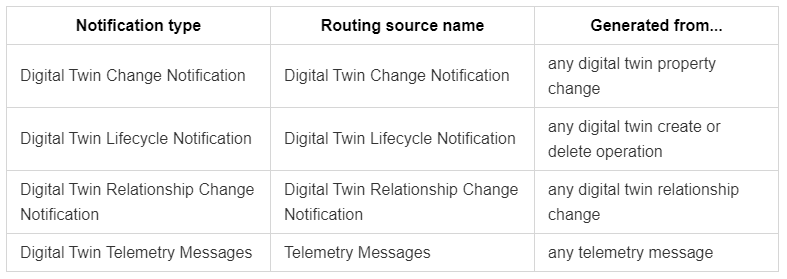 Notification type Routing source name Generated from...
Digital Twin Change Notification Digital Twin Change Notification any digital twin property
change
Digital Twin Lifecycle Notification Digital Twin Lifecycle Notification any digital twin create or
delete operation
Digital Twin Relationship Change Digital Twin Relationship Change any digital twin relationship
Notification Notification change
Digital Twin Telemetry Messages Telemetry Messages any telemetry message